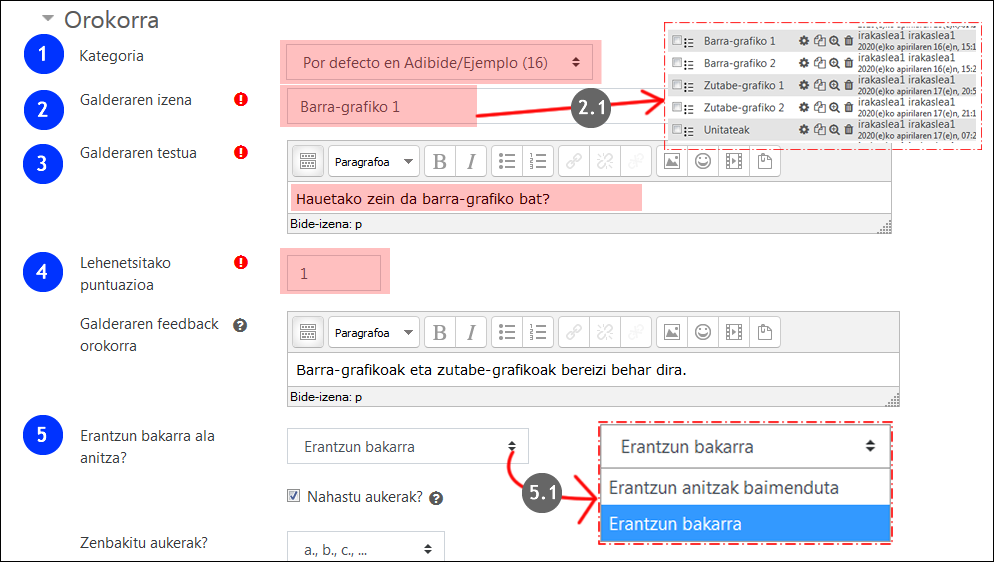 Orokorra
1 Kategoria
Por defecto en Adibide/Ejemplo (16)
2 Galderaren izena
Barra-grafiko 1
2.1
Barra-grafiko 1 irakaslea1 irakaslea1
2020(e)ko apirilaren 16(e)n, 15:1
Barra-grafiko 2 irakaslea1 irakaslea1
2020(e)ko apirilaren 16(e)n, 15:2
Zutabe-grafiko 1 irakaslea1 irakaslea1
2020(e)ko apirilaren 17(e)n, 20:5
Zutabe-grafiko 2 irakaslea1 irakaslea1
2020(e)ko apirilaren 17(e)n, 21:1
Unitateak irakaslea1 irakaslea1
2020(e)ko apirilaren 17(e)n, 07:2
3 Galderaren testua
Paragrafoa B I
Hauetako zein da barra-grafiko bat?
Bide-izena: p
4 Lehenetsitako
puntuazioa
1
Galderaren feedback
orokorra
Paragrafoa B I
Barra-grafikoak eta zutabe-grafikoak bereizi behar dira.
Bide-izena: p
5 Erantzun bakarra ala
anitza?
Erantzun bakarra
5.1
Erantzun bakarra
Erantzun anitzak baimenduta
Erantzun bakarra
Nahastu aukerak?
Zenbakitu aukerak?
a., b., c., ...